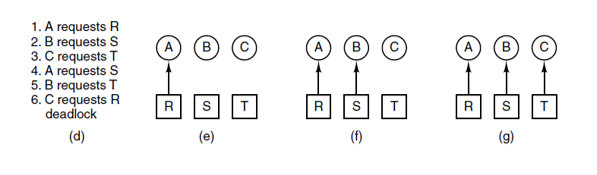 1. A requests R
2. B requests S
3. C requests T
4. A requests S
5. B requests T
6. C requests R
deadlock
(d)
A B C
R S T
(e)
A B C
R S T
(f)
A B C
R S T
(g)